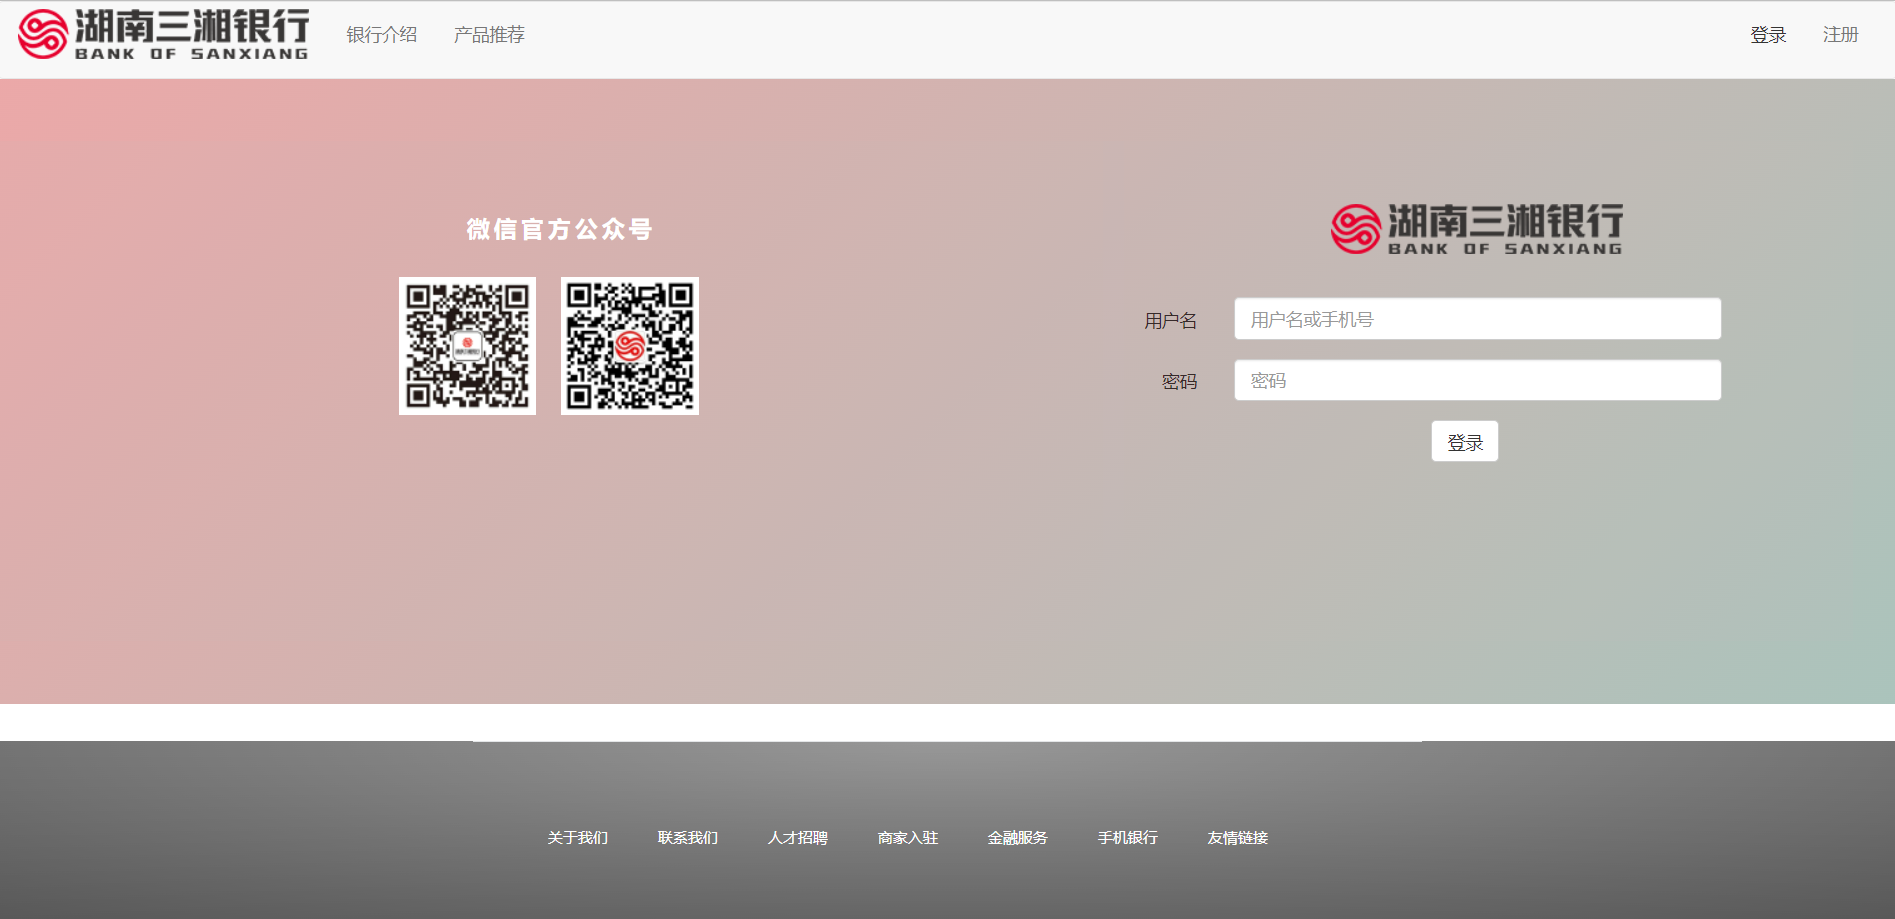 湖南三湘银行
BANK OF SANXIANG
银行介绍
产品推荐
登录
注册
微信官方公众号
湖南三湘银行
BANK OF SANXIANG
用户名
用户名或手机号
密码
密码
登录
关于我们
联系我们
人才招聘
商家入驻
金融服务
手机银行
友情链接